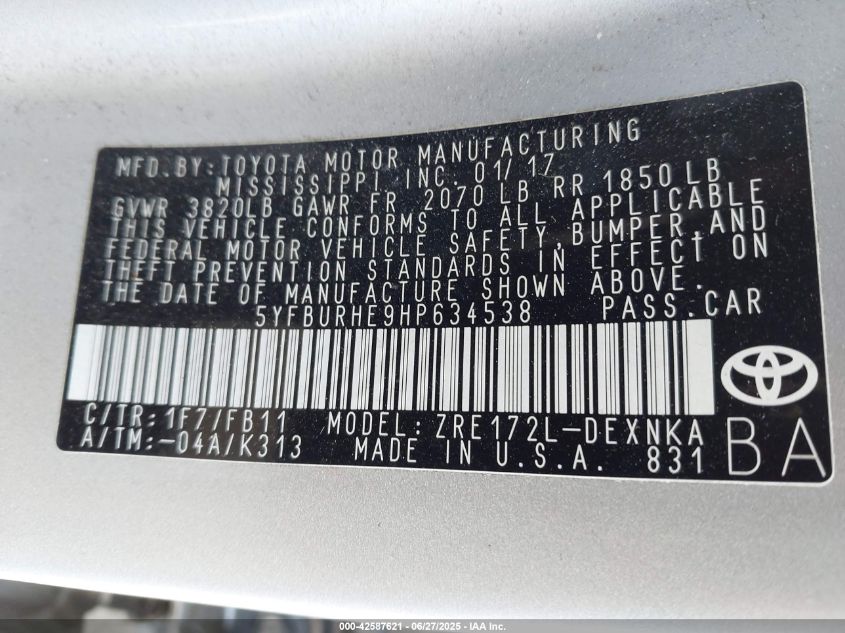 MFD.BY:TOYOTA MOTOR MANUFACTURING
MISSISSIPPI INC. 01/17
GVWR 3820LB GAWR FR 2070 LB RR 1850 LB
THIS VEHICLE CONFORMS TO ALL APPLICABLE
FEDERAL MOTOR VEHICLE SAFETY,BUMPER,AND
THEFT PREVENTION STANDARDS IN EFFECT ON
THE DATE OF MANUFACTURE SHOWN ABOVE.
5YFBURHE9HP634538 PASS.CAR
C/TR:1F7/FB11 MODEL:ZRE172L-DEXNKA
A/TM:-04A/K313 MADE IN U.S.A. 831 BA
000-42587621 - 06/27/2025 - IAA Inc.